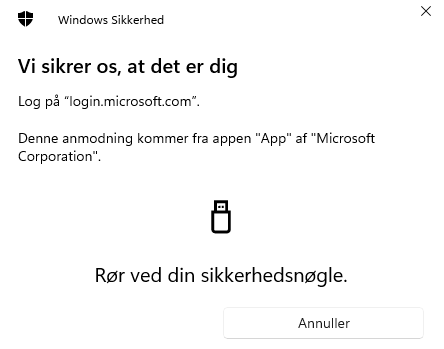 Windows Sikkerhed
Vi sikrer os, at det er dig
Log på “login.microsoft.com”.
Denne anmodning kommer fra appen "App" af "Microsoft
Corporation".
Rør ved din sikkerhedsnøgle.
Annuller